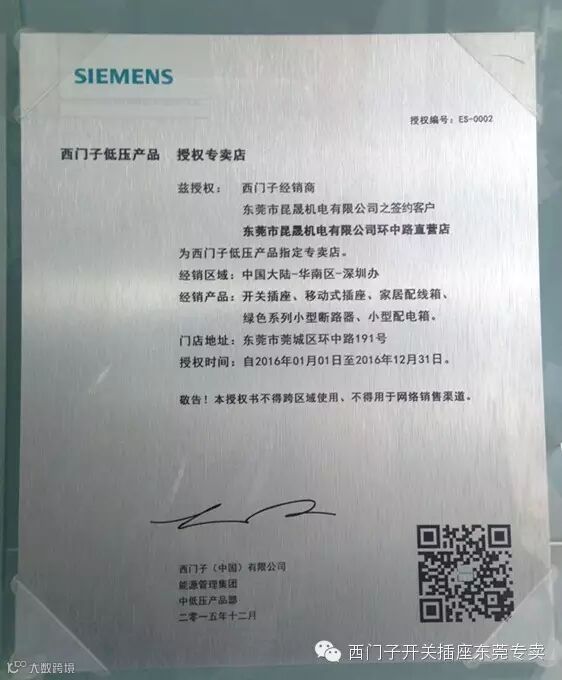 SIEMENS
授权编号：ES-0002
西门子低压产品 授权专卖店
兹授权： 西门子经销商
东莞市昆晟机电有限公司之签约客户
东莞市昆晟机电有限公司环中路直营店
为西门子低压产品指定专卖店。
经销区域：中国大陆-华南区-深圳办
经销产品：开关插座、移动式插座、家居配线箱、
绿色系列小型断路器、小型配电箱。
门店地址：东莞市莞城区环中路191号
授权时间：自2016年01月01日至2016年12月31日。
敬告！本授权书不得跨区域使用、不得用于网络销售渠道。
西门子（中国）有限公司
能源管理集团
中低压产品部
二零一五年十二月
西门子开关插座东莞专卖
大数跨境